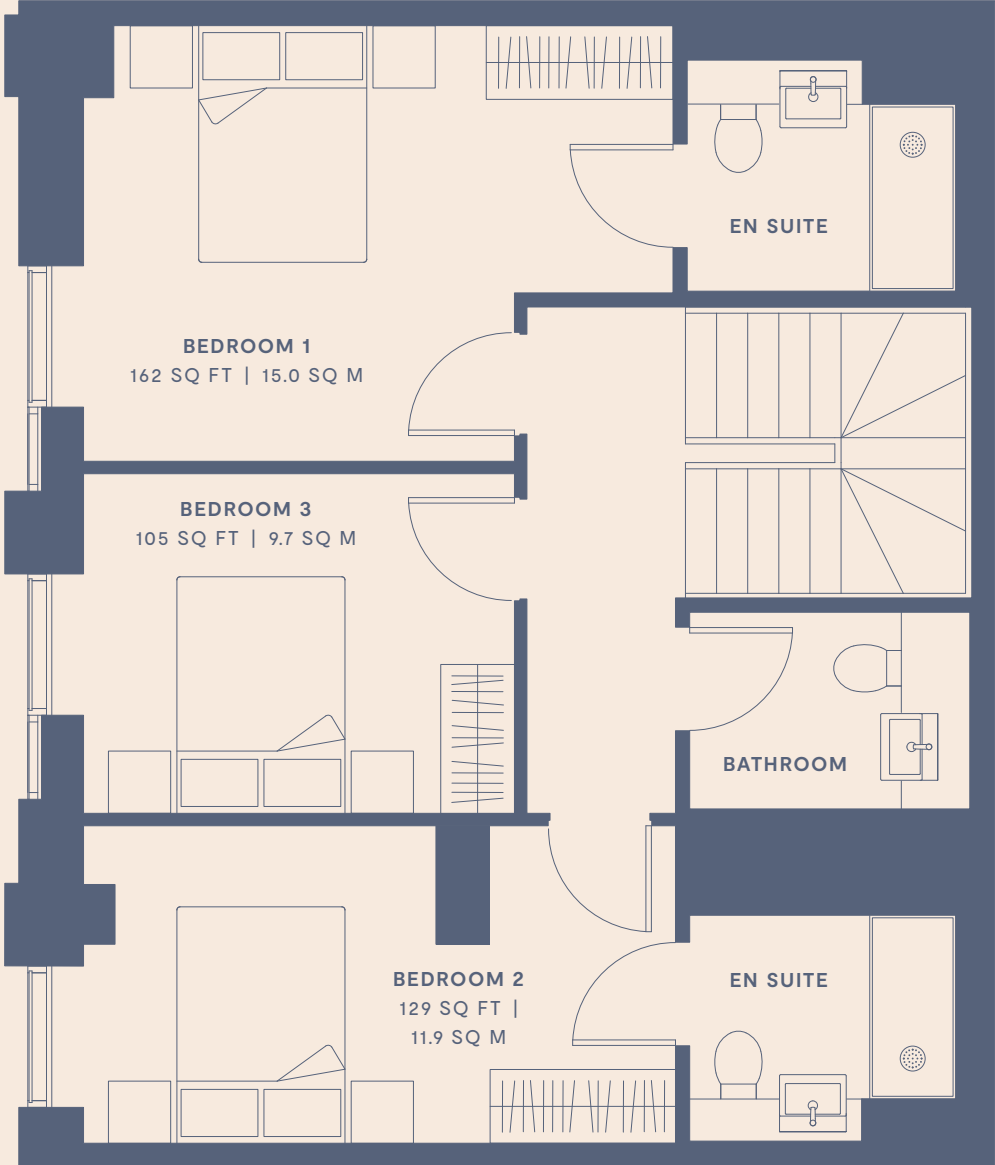 EN SUITE
BEDROOM 1
162 SQ FT | 15.0 SQ M
BEDROOM 3
105 SQ FT | 9.7 SQ M
BATHROOM
BEDROOM 2
129 SQ FT |
11.9 SQ M
EN SUITE